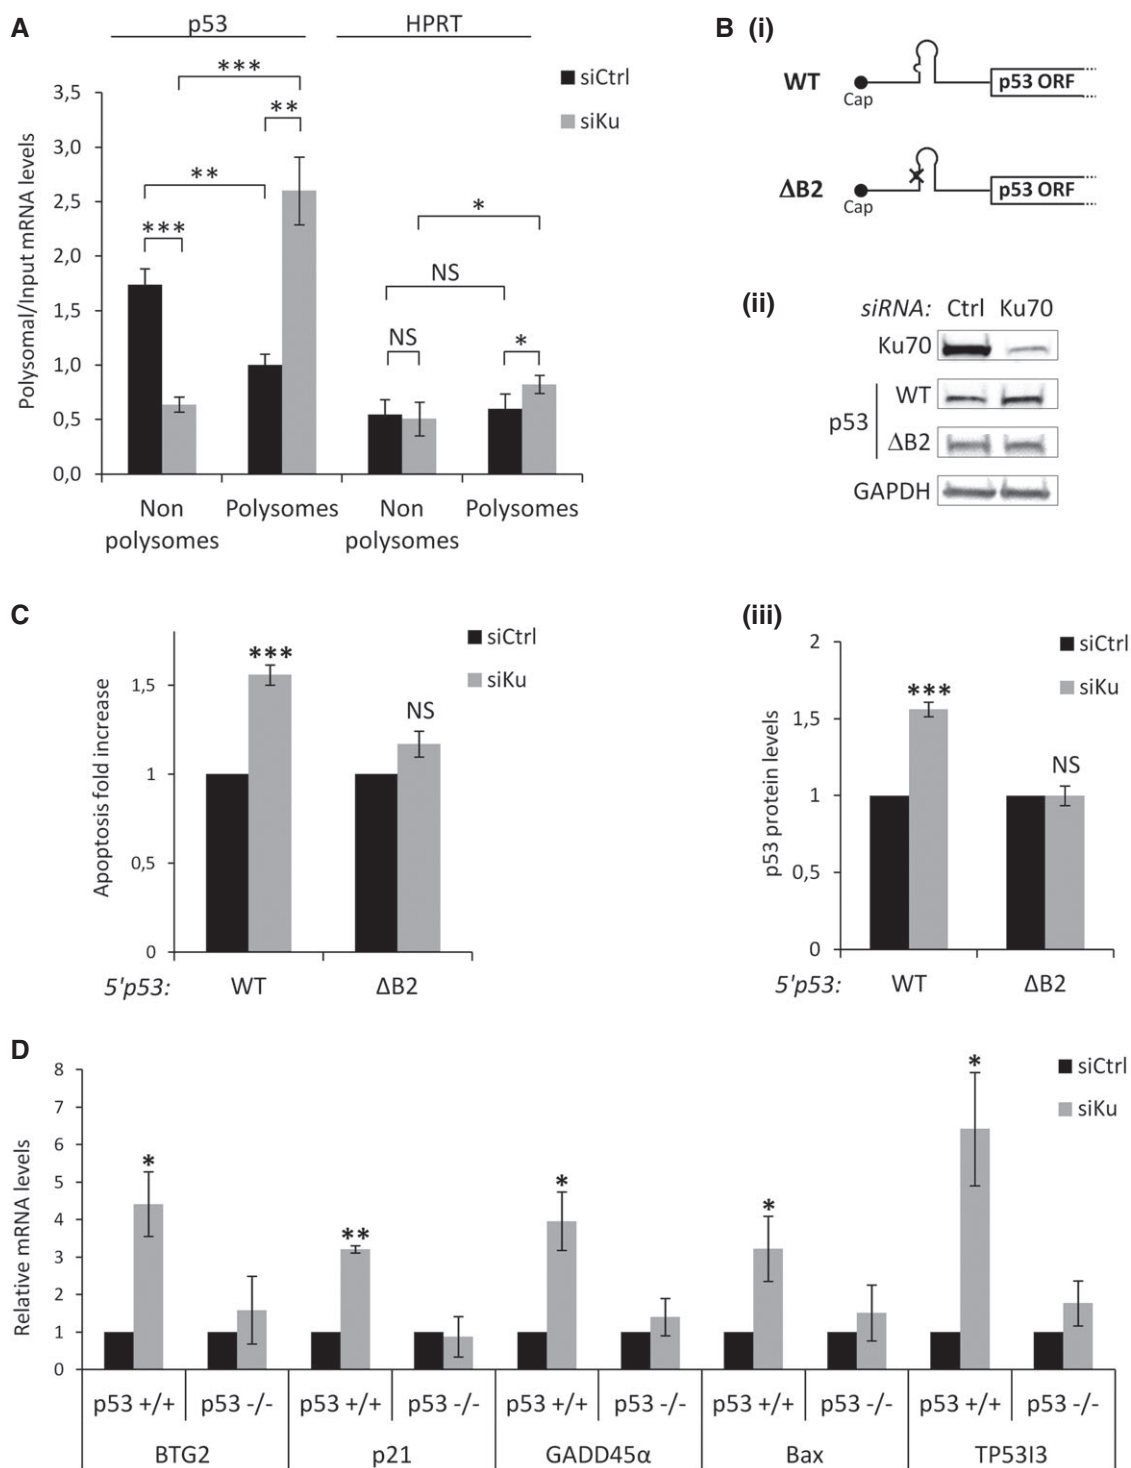 A
p53 HPRT
siCtrl
siKu
Polysomal/Input mRNA levels
3,5
3,0
2,5
2,0
1,5
1,0
0,5
0,0
***
**
**
***
*
NS
NS
*
Non polysomes
Polysomes
Non polysomes
Polysomes
B (i)
WT
Cap
p53 ORF
ΔB2
Cap
p53 ORF
(ii)
siRNA: Ctrl Ku70
Ku70
p53
WT
ΔB2
GAPDH
C
siCtrl
siKu
Apoptosis fold increase
1,5
1
0,5
0
***
NS
5'p53: WT ΔB2
(iii)
siCtrl
siKu
p53 protein levels
2
1,5
1
0,5
0
***
NS
5'p53: WT ΔB2
D
siCtrl
siKu
Relative mRNA levels
8
7
6
5
4
3
2
1
0
*
**
*
*
*
p53 +/+ p53 -/- p53 +/+ p53 -/- p53 +/+ p53 -/- p53 +/+ p53 -/- p53 +/+ p53 -/-
BTG2 p21 GADD45α Bax TP53I3